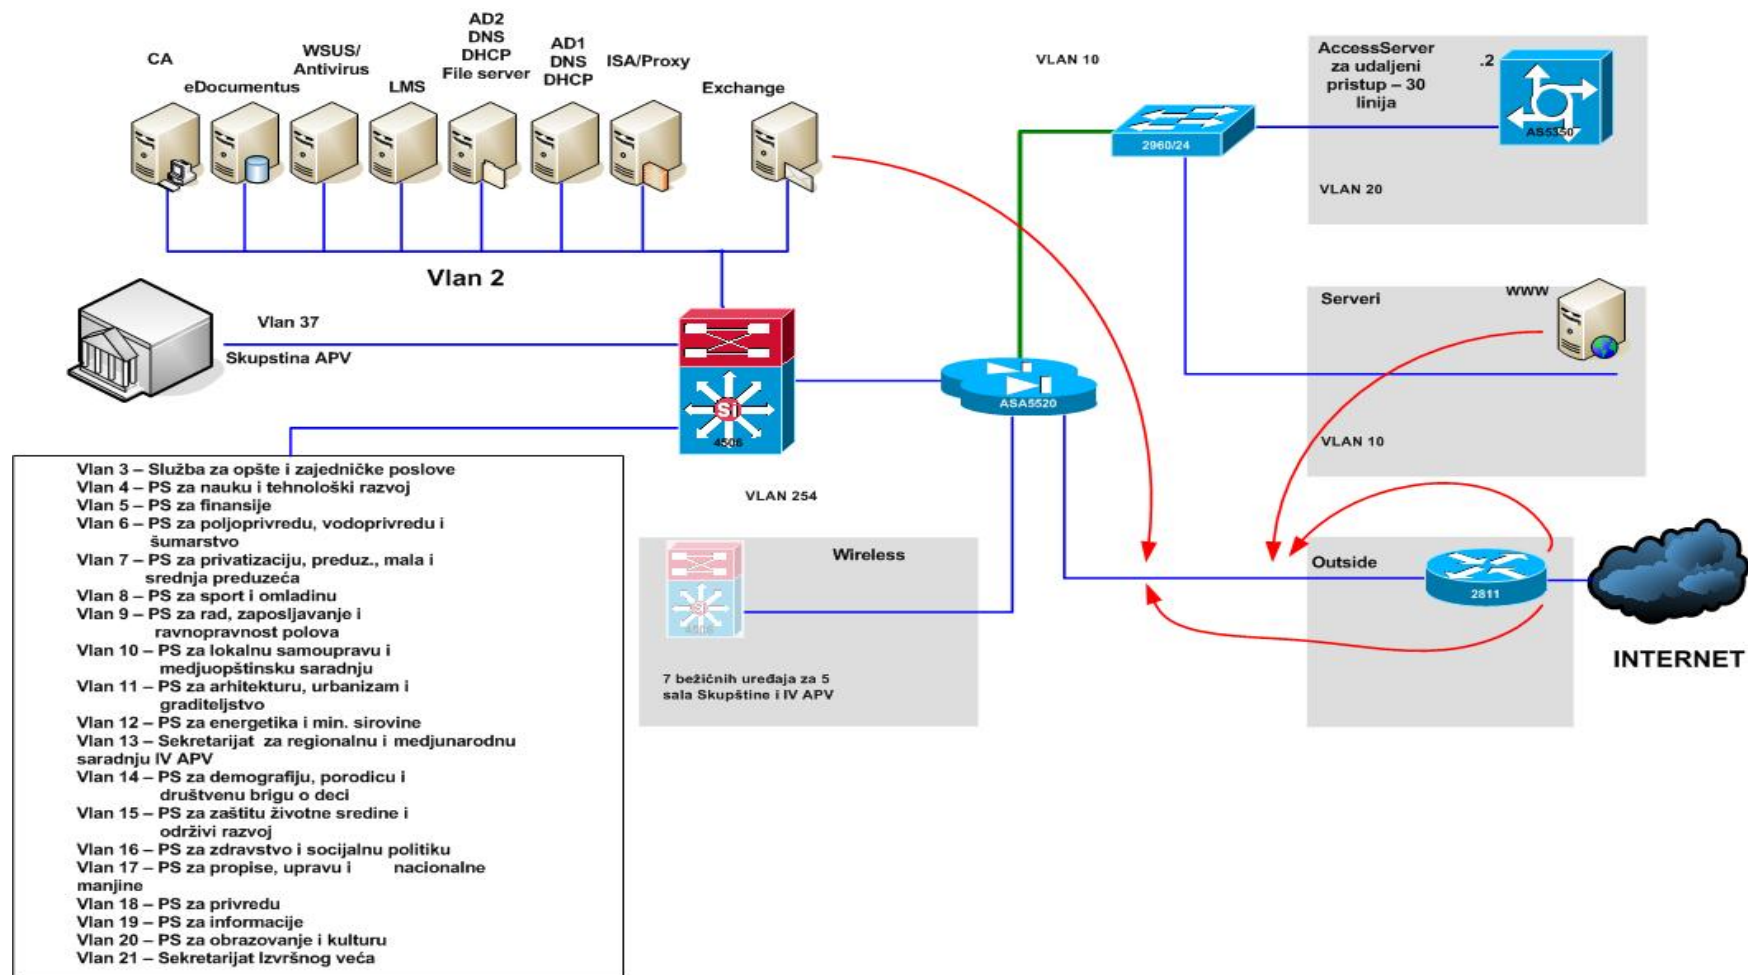 CA
eDocumentus
WSUS/
Antivirus
LMS
AD2
DNS
DHCP
File server
AD1
DNS
DHCP
ISA/Proxy
Exchange
VLAN 10
2960/24
AccessServer
za udaljeni
pristup – 30
linija
.2
AS5350
VLAN 20
Vlan 2
Vlan 37
Skupstina APV
Si
4506
ASA5520
Serveri
WWW
VLAN 10
VLAN 254
Wireless
Si
4506
7 bežičnih uređaja za 5
sala Skupštine i IV APV
Outside
2811
INTERNET
Vlan 3 – Služba za opšte i zajedničke poslove
Vlan 4 – PS za nauku i tehnološki razvoj
Vlan 5 – PS za finansije
Vlan 6 – PS za poljoprivredu, vodoprivredu i
šumarstvo
Vlan 7 – PS za privatizaciju, preduz., mala i
srednja preduzeća
Vlan 8 – PS za sport i omladinu
Vlan 9 – PS za rad, zaposljavanje i
ravnopravnost polova
Vlan 10 – PS za lokalnu samoupravu i
medjuopštinsku saradnju
Vlan 11 – PS za arhitekturu, urbanizam i
graditeljstvo
Vlan 12 – PS za energetika i min. sirovine
Vlan 13 – Sekretarijat za regionalnu i medjunarodnu
saradnju IV APV
Vlan 14 – PS za demografiju, porodicu i
društvenu brigu o deci
Vlan 15 – PS za zaštitu životne sredine i
održivi razvoj
Vlan 16 – PS za zdravstvo i socijalnu politiku
Vlan 17 – PS za propise, upravu i nacionalne
manjine
Vlan 18 – PS za privredu
Vlan 19 – PS za informacije
Vlan 20 – PS za obrazovanje i kulturu
Vlan 21 – Sekretarijat Izvršnog veća